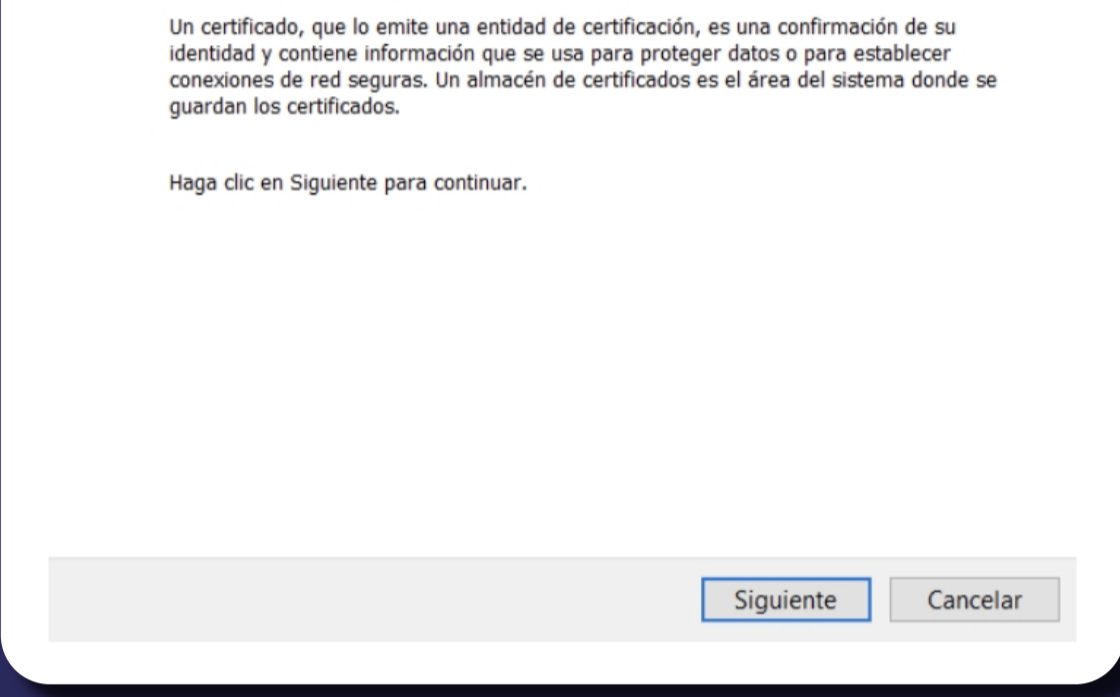 Un certificado, que lo emite una entidad de certificación, es una confirmación de su
identidad y contiene información que se usa para proteger datos o para establecer
conexiones de red seguras. Un almacén de certificados es el área del sistema donde se
guardan los certificados.
Haga clic en Siguiente para continuar.
Siguiente Cancelar